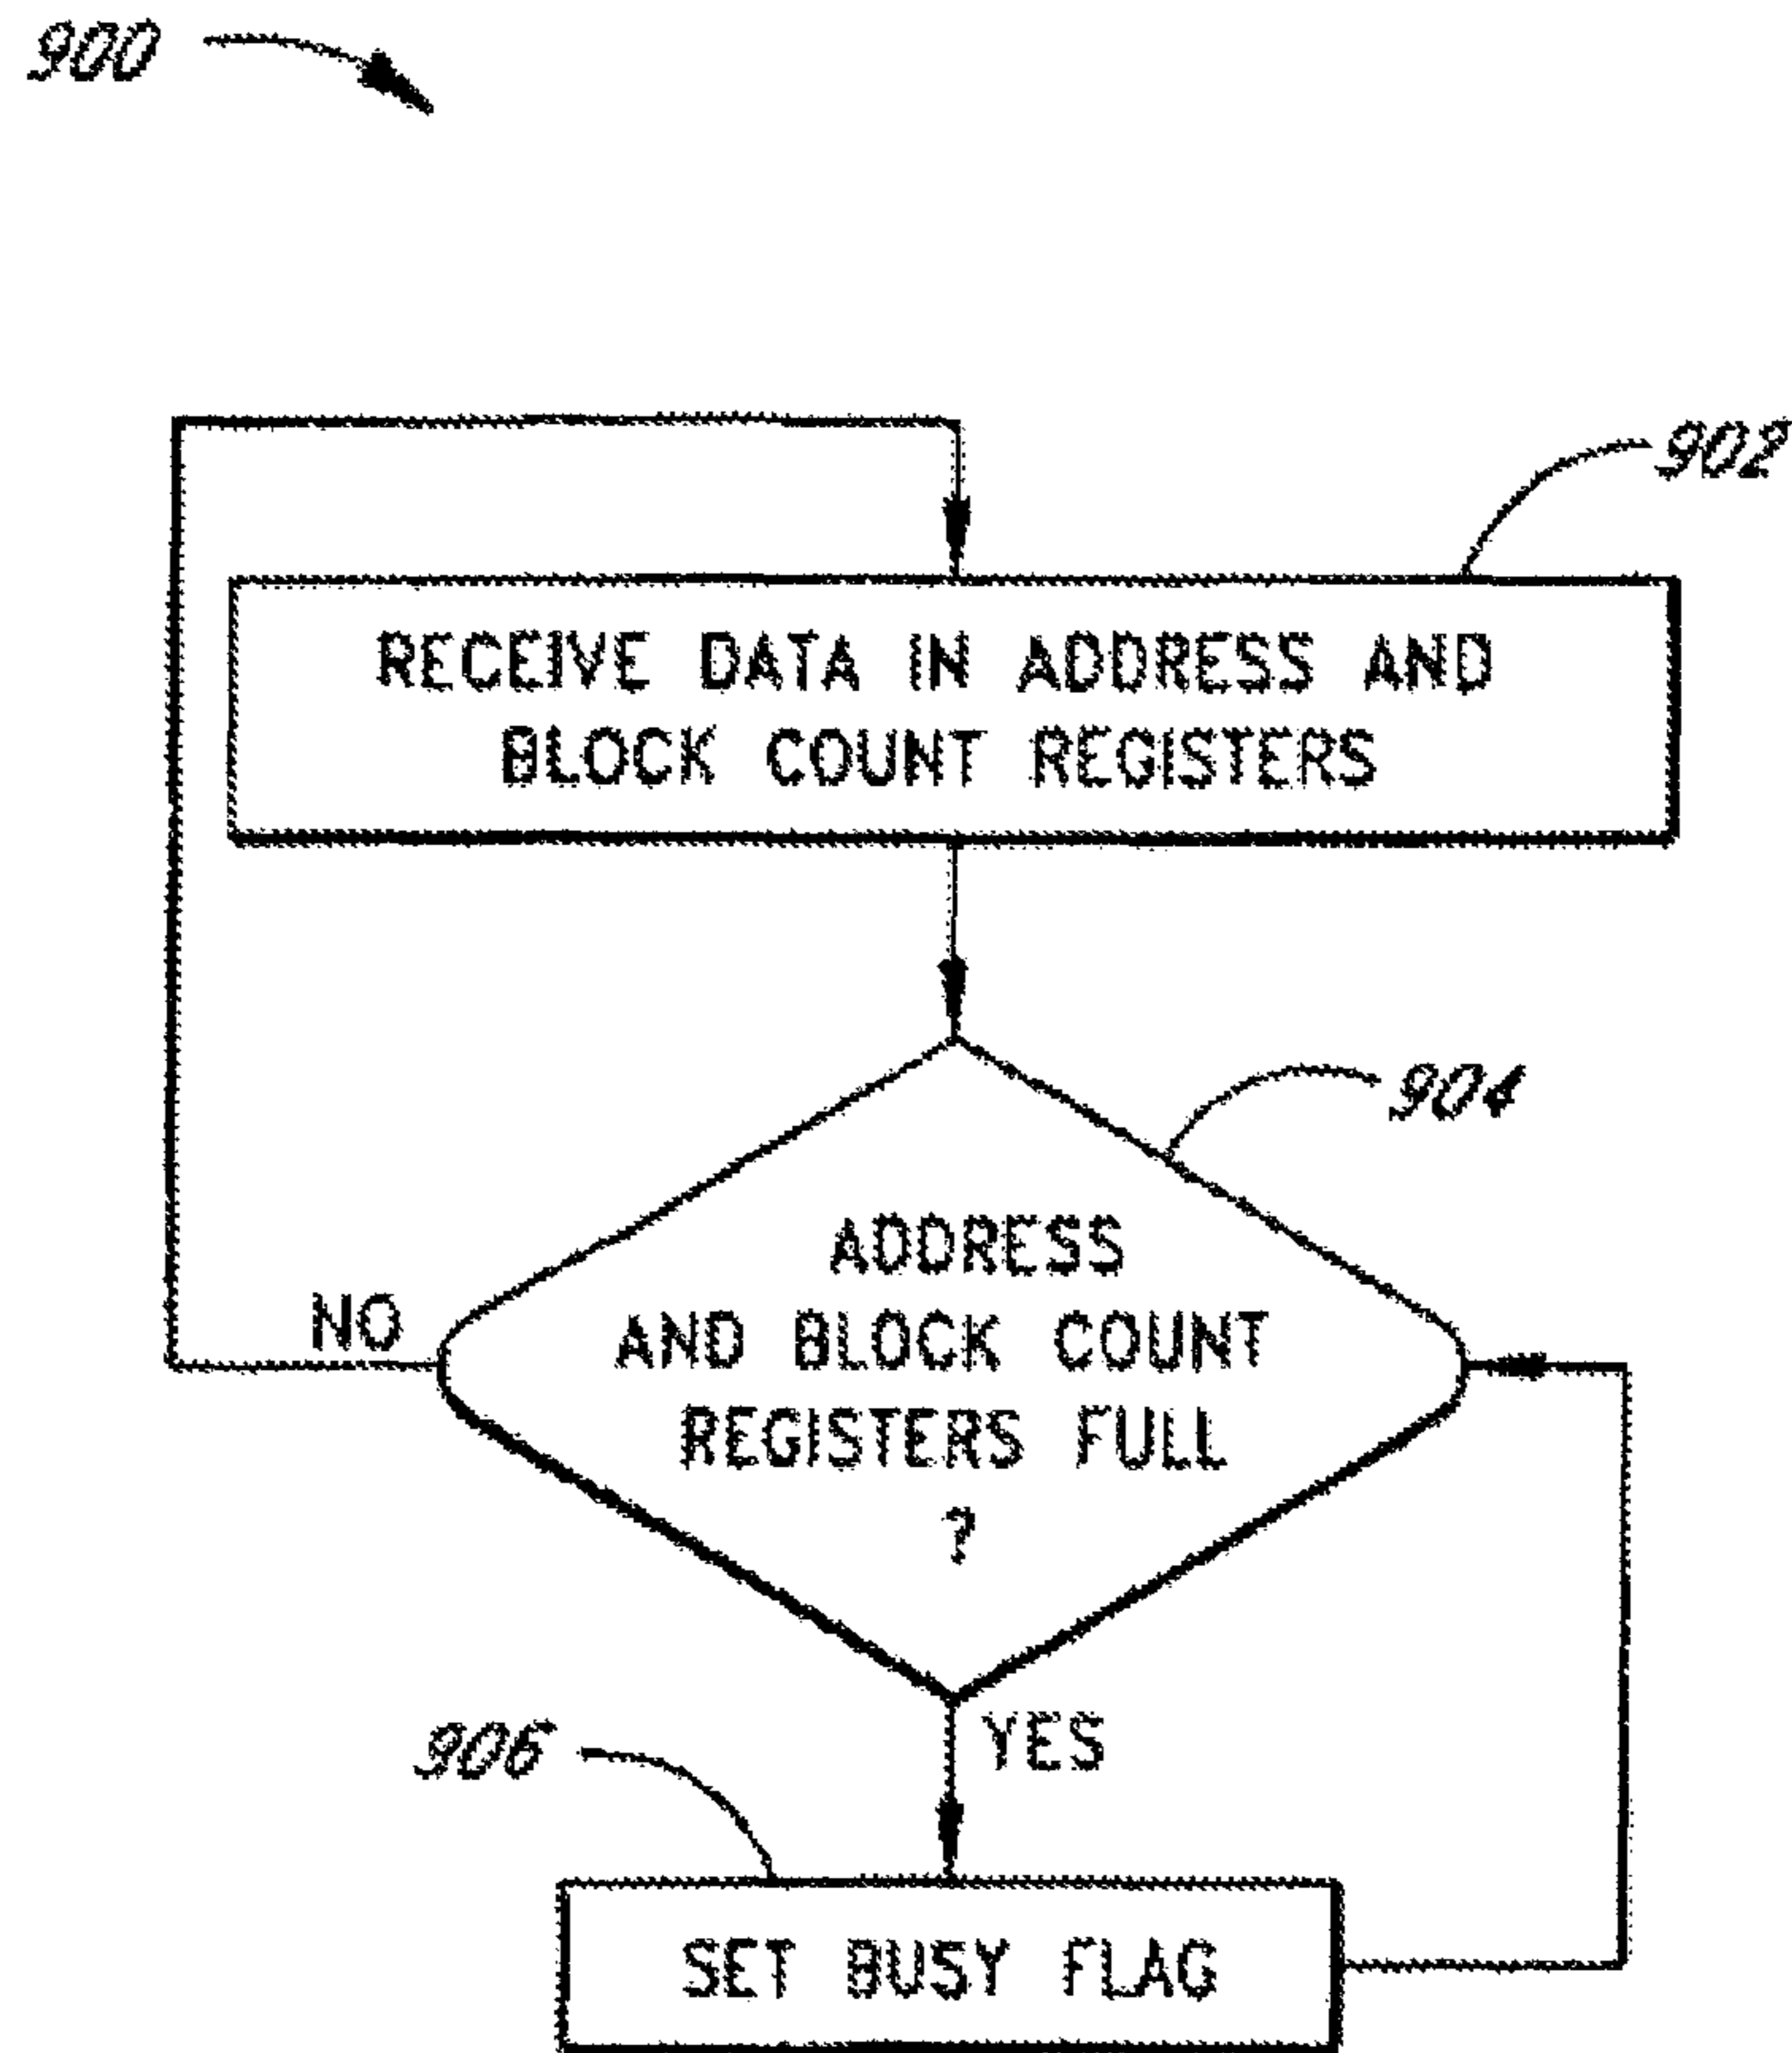 900
902
RECEIVE DATA IN ADDRESS AND
BLOCK COUNT REGISTERS
904
ADDRESS
AND BLOCK COUNT
REGISTERS FULL
?
NO
YES
906
SET BUSY FLAG